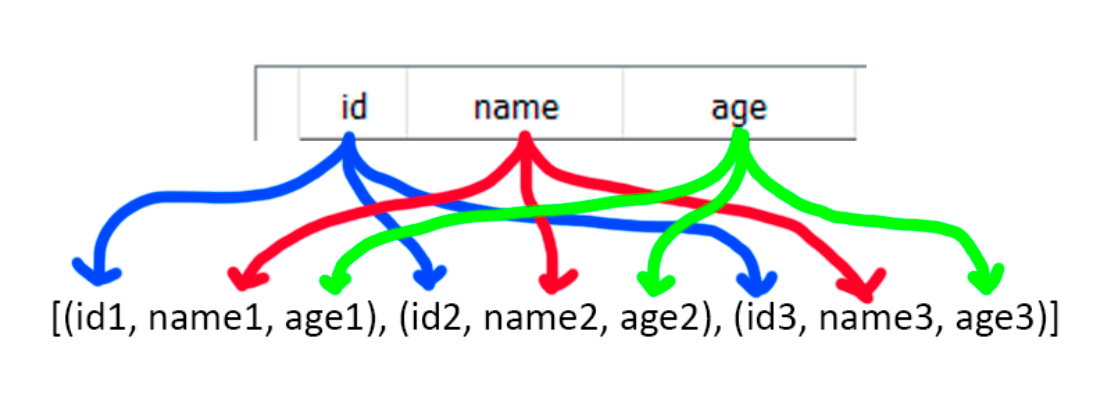 id name age
[(id1, name1, age1), (id2, name2, age2), (id3, name3, age3)]